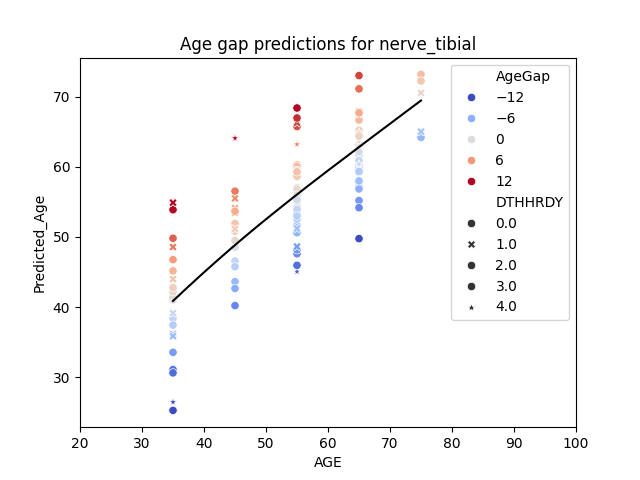 Age gap predictions for nerve_tibial
Predicted_Age
70
60
50
40
30
20 30 40 50 60 70 80 90 100
AGE
AgeGap
−12
−6
0
6
12
DTHHRDY
0.0
1.0
2.0
3.0
4.0